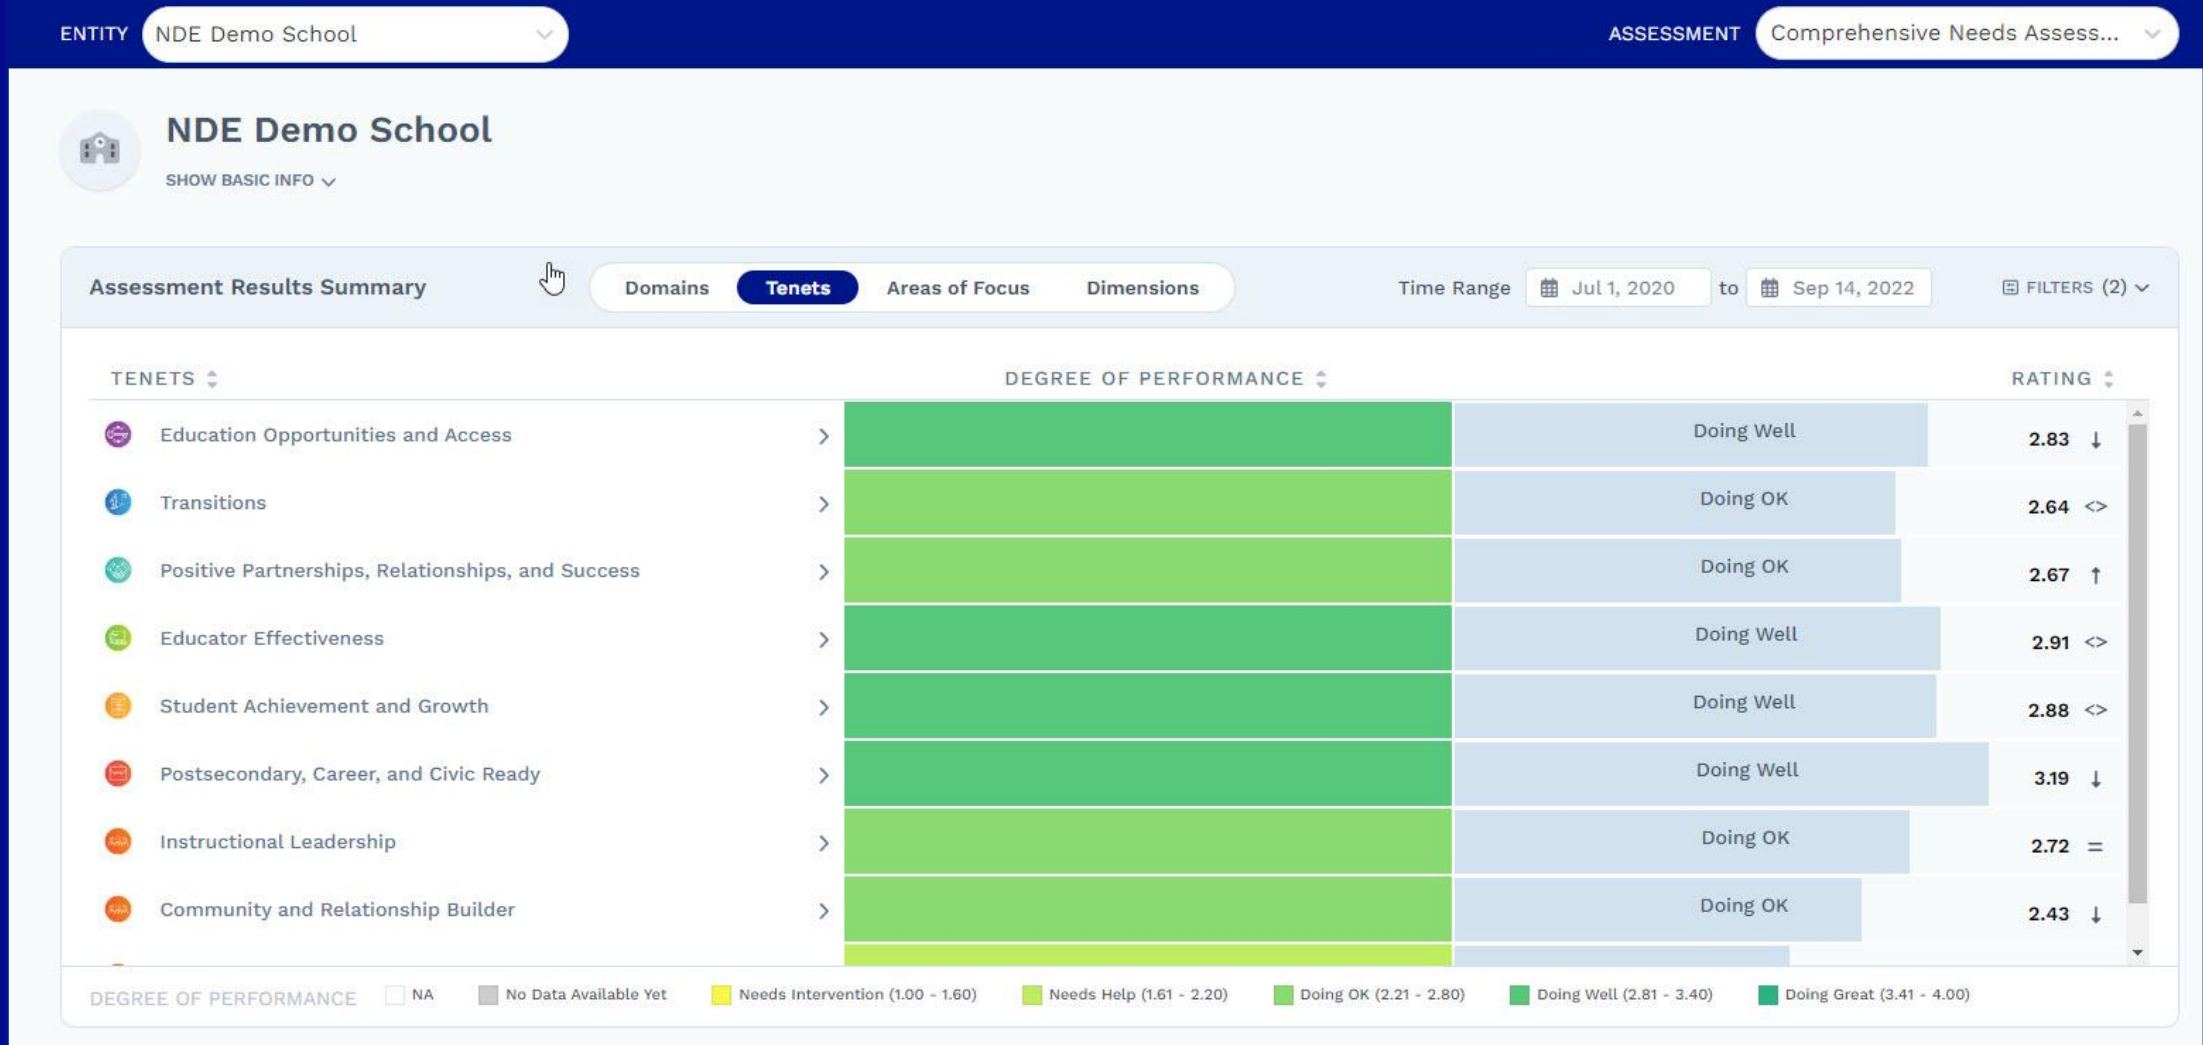 ENTITY NDE Demo School ASSESSMENT Comprehensive Needs Assess...
NDE Demo School
SHOW BASIC INFO
Assessment Results Summary Domains Tenets Areas of Focus Dimensions Time Range Jul 1, 2020 to Sep 14, 2022 FILTERS (2)
TENETS DEGREE OF PERFORMANCE RATING
Education Opportunities and Access Doing Well 2.83 ↓
Transitions Doing OK 2.64 <>
Positive Partnerships, Relationships, and Success Doing OK 2.67 ↑
Educator Effectiveness Doing Well 2.91 <>
Student Achievement and Growth Doing Well 2.88 <>
Postsecondary, Career, and Civic Ready Doing Well 3.19 ↓
Instructional Leadership Doing OK 2.72 =
Community and Relationship Builder Doing OK 2.43 ↓
DEGREE OF PERFORMANCE NA No Data Available Yet Needs Intervention (1.00 - 1.60) Needs Help (1.61 - 2.20) Doing OK (2.21 - 2.80) Doing Well (2.81 - 3.40) Doing Great (3.41 - 4.00)